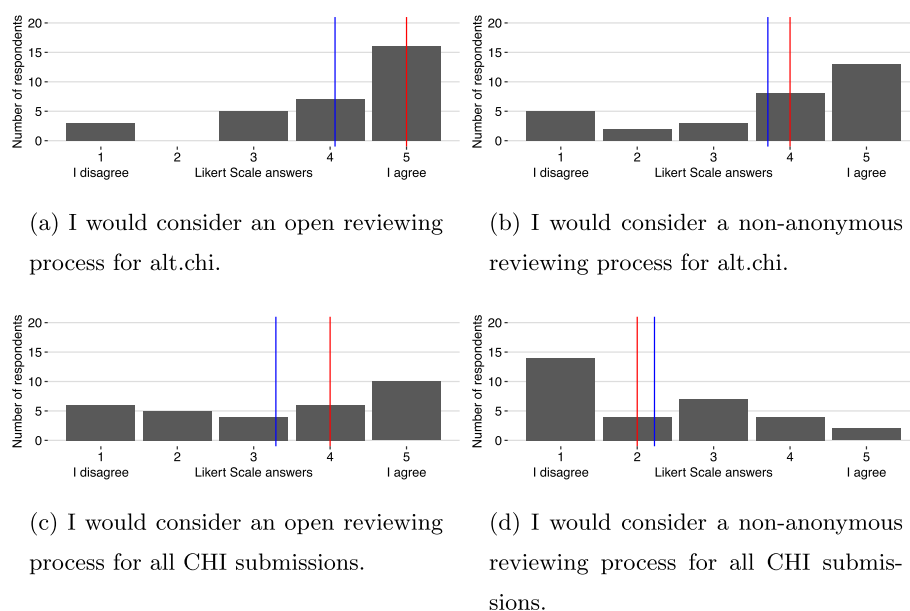 Number of respondents
20
15
10
5
0
1 2 3 4 5
I disagree Likert Scale answers I agree
(a) I would consider an open reviewing
process for alt.chi.
Number of respondents
20
15
10
5
0
1 2 3 4 5
I disagree Likert Scale answers I agree
(b) I would consider a non-anonymous
reviewing process for alt.chi.
Number of respondents
20
15
10
5
0
1 2 3 4 5
I disagree Likert Scale answers I agree
(c) I would consider an open reviewing
process for all CHI submissions.
Number of respondents
20
15
10
5
0
1 2 3 4 5
I disagree Likert Scale answers I agree
(d) I would consider a non-anonymous
reviewing process for all CHI submis-
sions.